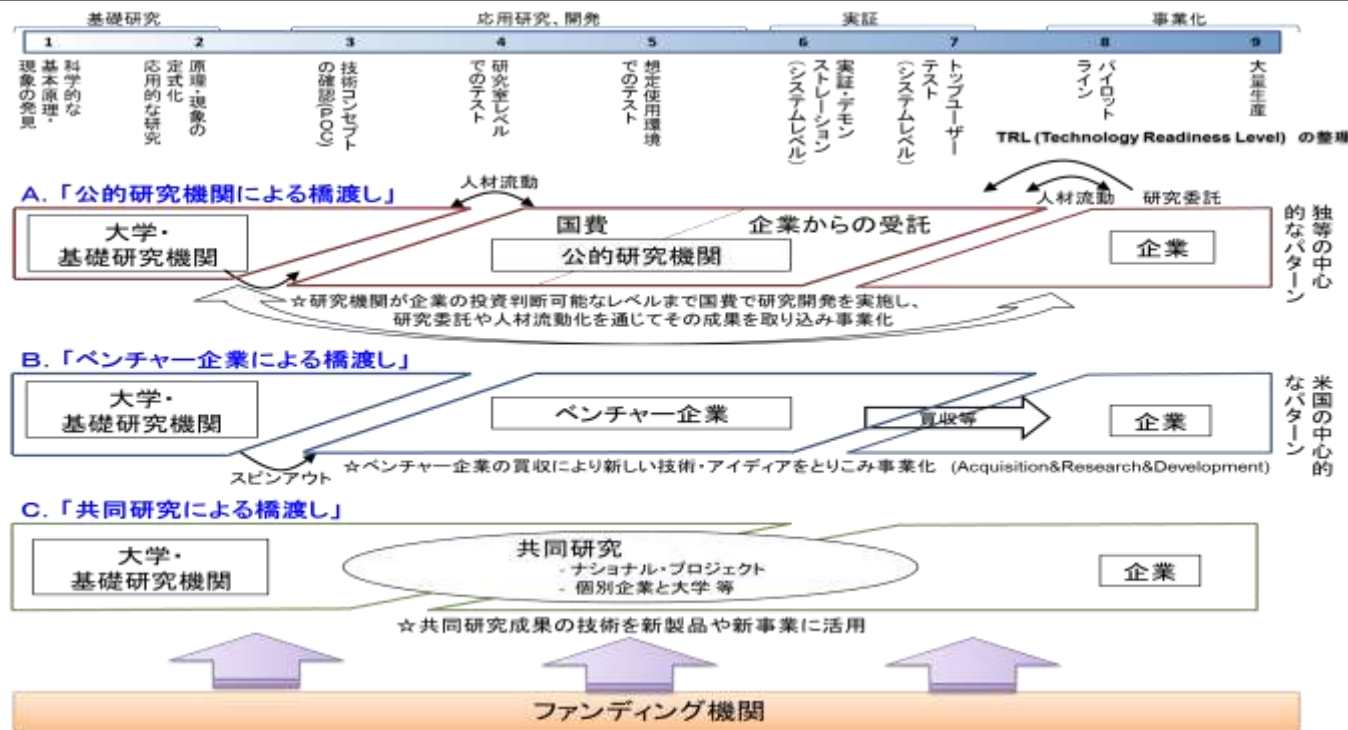 基礎研究
応用研究、開発
実証
事業化
1
2
3
4
5
6
7
8
9
科学的な
基本原理・
現象の発見
原理・現象の
定式化
応用的な研究
技術コンセプト
の確認(POC)
研究室レベル
でのテスト
想定使用環境
でのテスト
実証・デモン
ストレーション
(システムレベル)
トップユーザー
テスト
(システムレベル)
パイロット
ライン
大量生産
TRL (Technology Readiness Level) の整理
A.「公的研究機関による橋渡し」
人材流動
人材流動
研究委託
大学・
基礎研究機関
国費
企業からの受託
公的研究機関
企業
独等の中心
的なパターン
☆研究機関が企業の投資判断可能なレベルまで国費で研究開発を実施し、
研究委託や人材流動化を通じてその成果を取り込み事業化
B.「ベンチャー企業による橋渡し」
大学・
基礎研究機関
ベンチャー企業
買収等
企業
米国の中心的
なパターン
スピンアウト
☆ベンチャー企業の買収により新しい技術・アイディアをとりこみ事業化 (Acquisition&Research&Development)
C.「共同研究による橋渡し」
大学・
基礎研究機関
共同研究
- ナショナル・プロジェクト
- 個別企業と大学 等
企業
☆共同研究成果の技術を新製品や新事業に活用
ファンディング機関